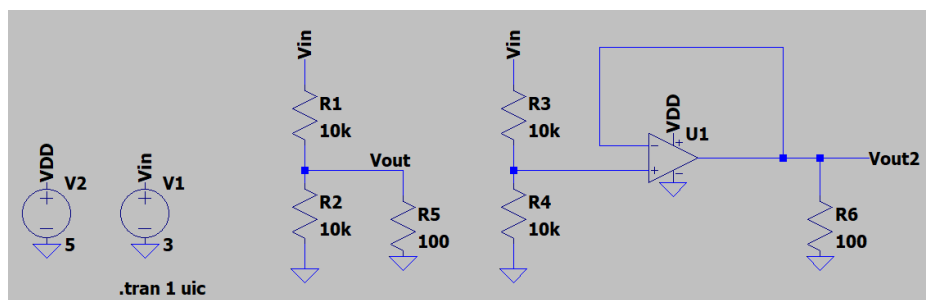 VDD
V2
5
Vin
V1
3
.tran 1 uic
Vin
R1
10k
Vout
R2
10k
R5
100
Vin
R3
10k
R4
10k
VDD
U1
Vout2
R6
100